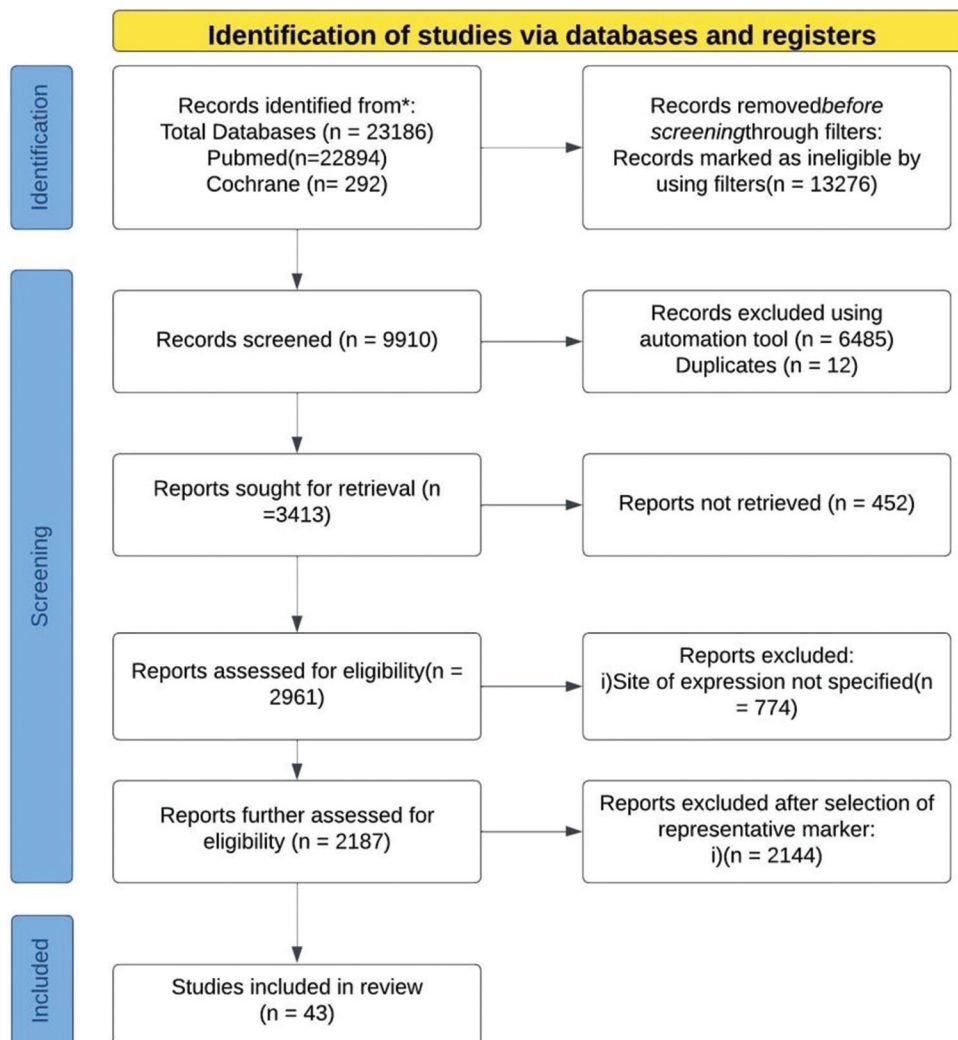 Identification of studies via databases and registers
Identification
Records identified from*:
Total Databases (n = 23186)
Pubmed(n=22894)
Cochrane (n= 292)
Records removedbefore
screeningthrough filters:
Records marked as ineligible by
using filters(n = 13276)
Screening
Records screened (n = 9910)
Records excluded using
automation tool (n = 6485)
Duplicates (n = 12)
Reports sought for retrieval (n
=3413)
Reports not retrieved (n = 452)
Reports assessed for eligibility(n =
2961)
Reports excluded:
i)Site of expression not specified(n
= 774)
Reports further assessed for
eligibility (n = 2187)
Reports excluded after selection of
representative marker:
i)(n = 2144)
Included
Studies included in review
(n = 43)